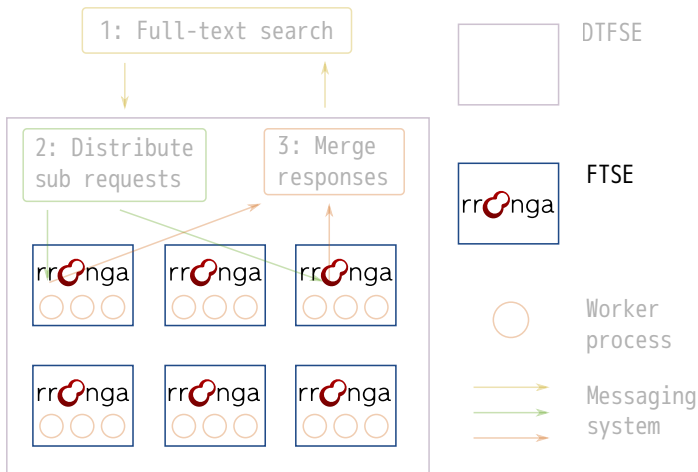 1: Full-text search
2: Distribute
sub requests
3: Merge
responses
rroonga
rroonga
rroonga
rroonga
rroonga
rroonga
DTFSE
rroonga
FTSE
Worker
process
Messaging
system